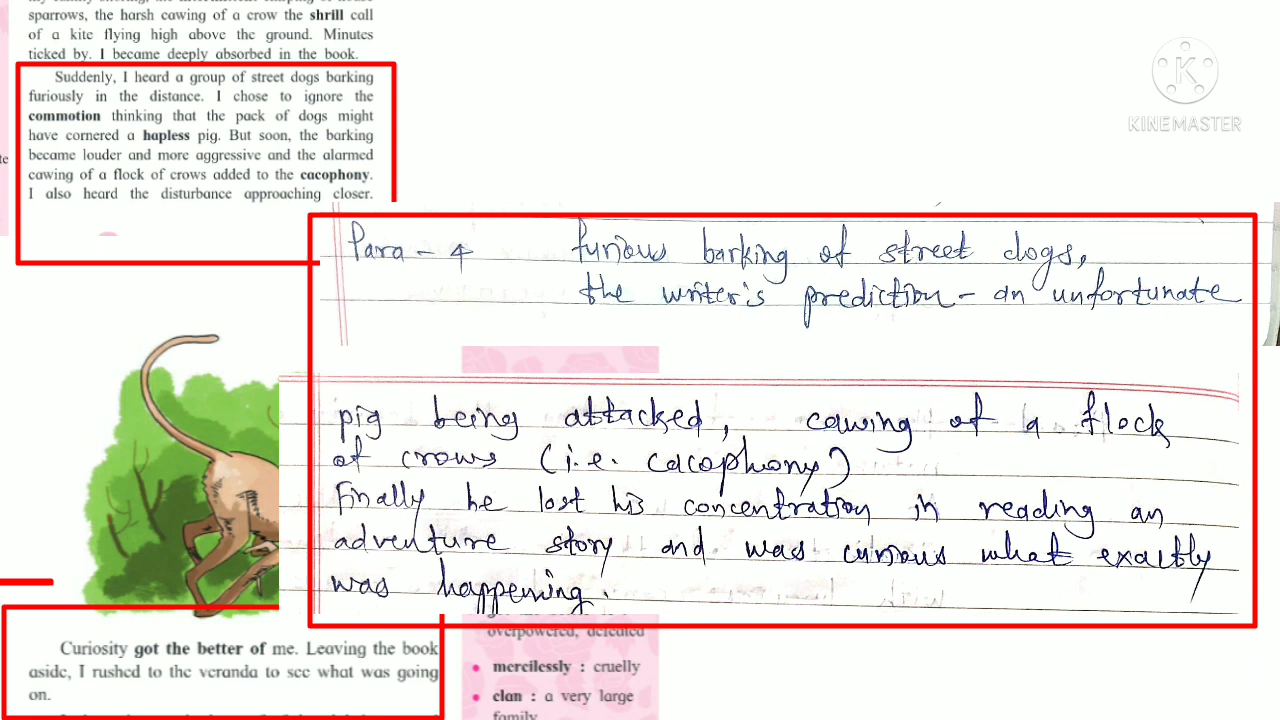 sparrows, the harsh cawing of a crow the shrill call
of a kite flying high above the ground. Minutes
ticked by. I became deeply absorbed in the book.
Suddenly, I heard a group of street dogs barking
furiously in the distance. I chose to ignore the
commotion thinking that the pack of dogs might
have cornered a hapless pig. But soon, the barking
became louder and more aggressive and the alarmed
cawing of a flock of crows added to the cacophony.
I also heard the disturbance approaching closer.
KINEMASTER
Para - 4 furious barking of street dogs,
the writer's prediction - an unfortunate
pig being attacked, cawing of a flock
of crows (i.e. cacophony)
Finally he lost his concentration in reading an
adventure story and was curious what exactly
was happening.
Curiosity got the better of me. Leaving the book
aside, I rushed to the veranda to see what was going
on.
overpowered, defeated
• mercilessly : cruelly
• clan : a very large
family